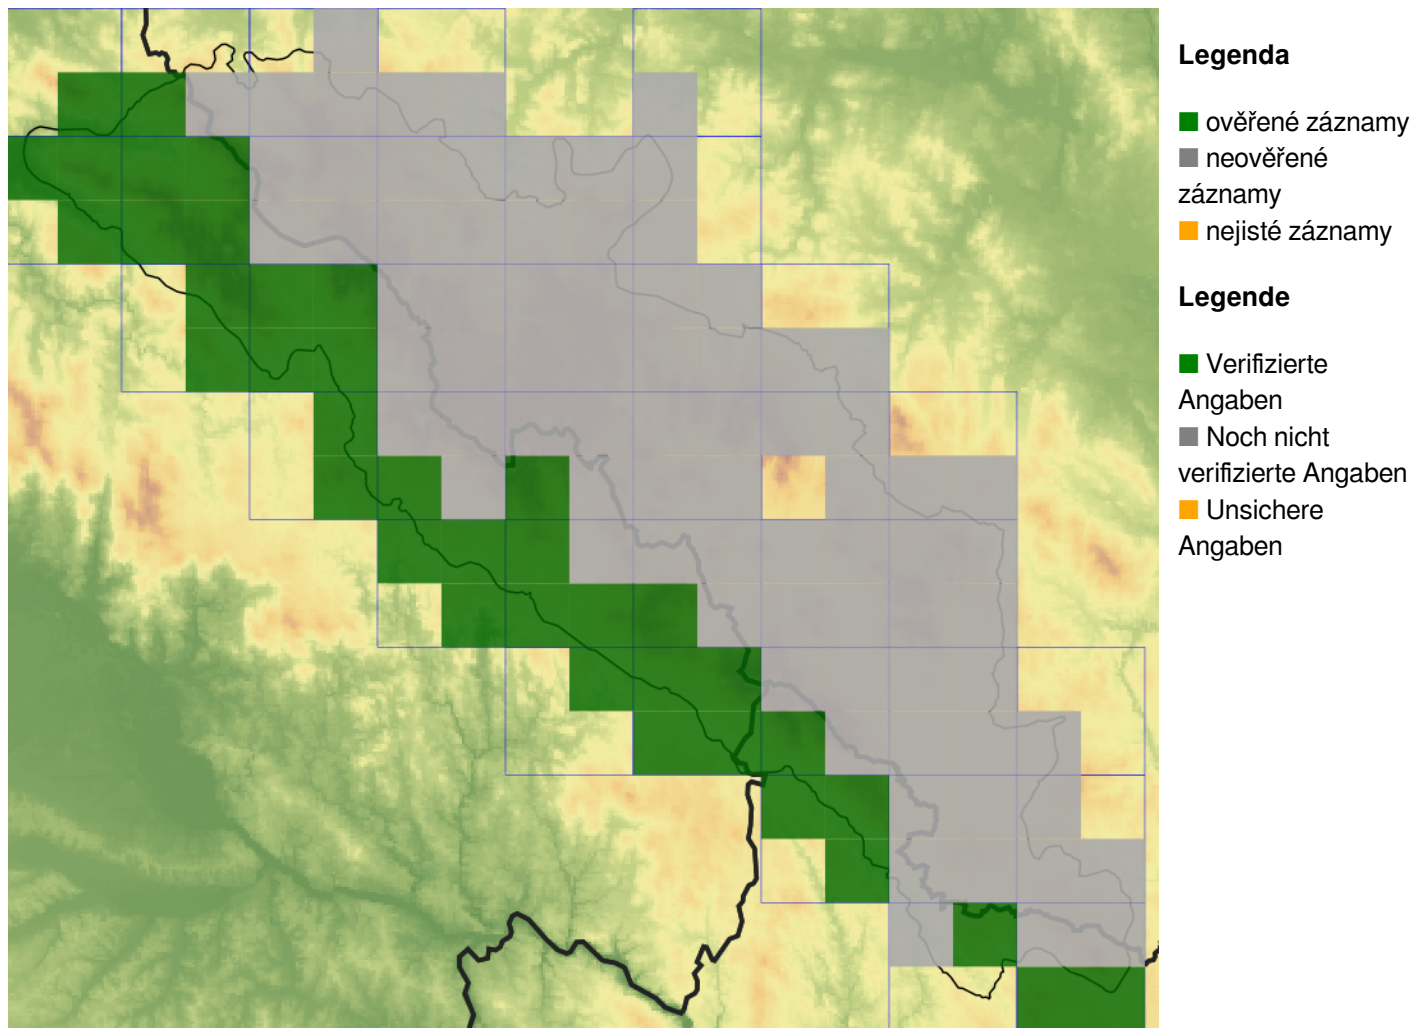 Legenda
ověřené záznamy
neověřené
záznamy
nejisté záznamy
Legende
Verifizierte
Angaben
Noch nicht
verifizierte Angaben
Unsichere
Angaben